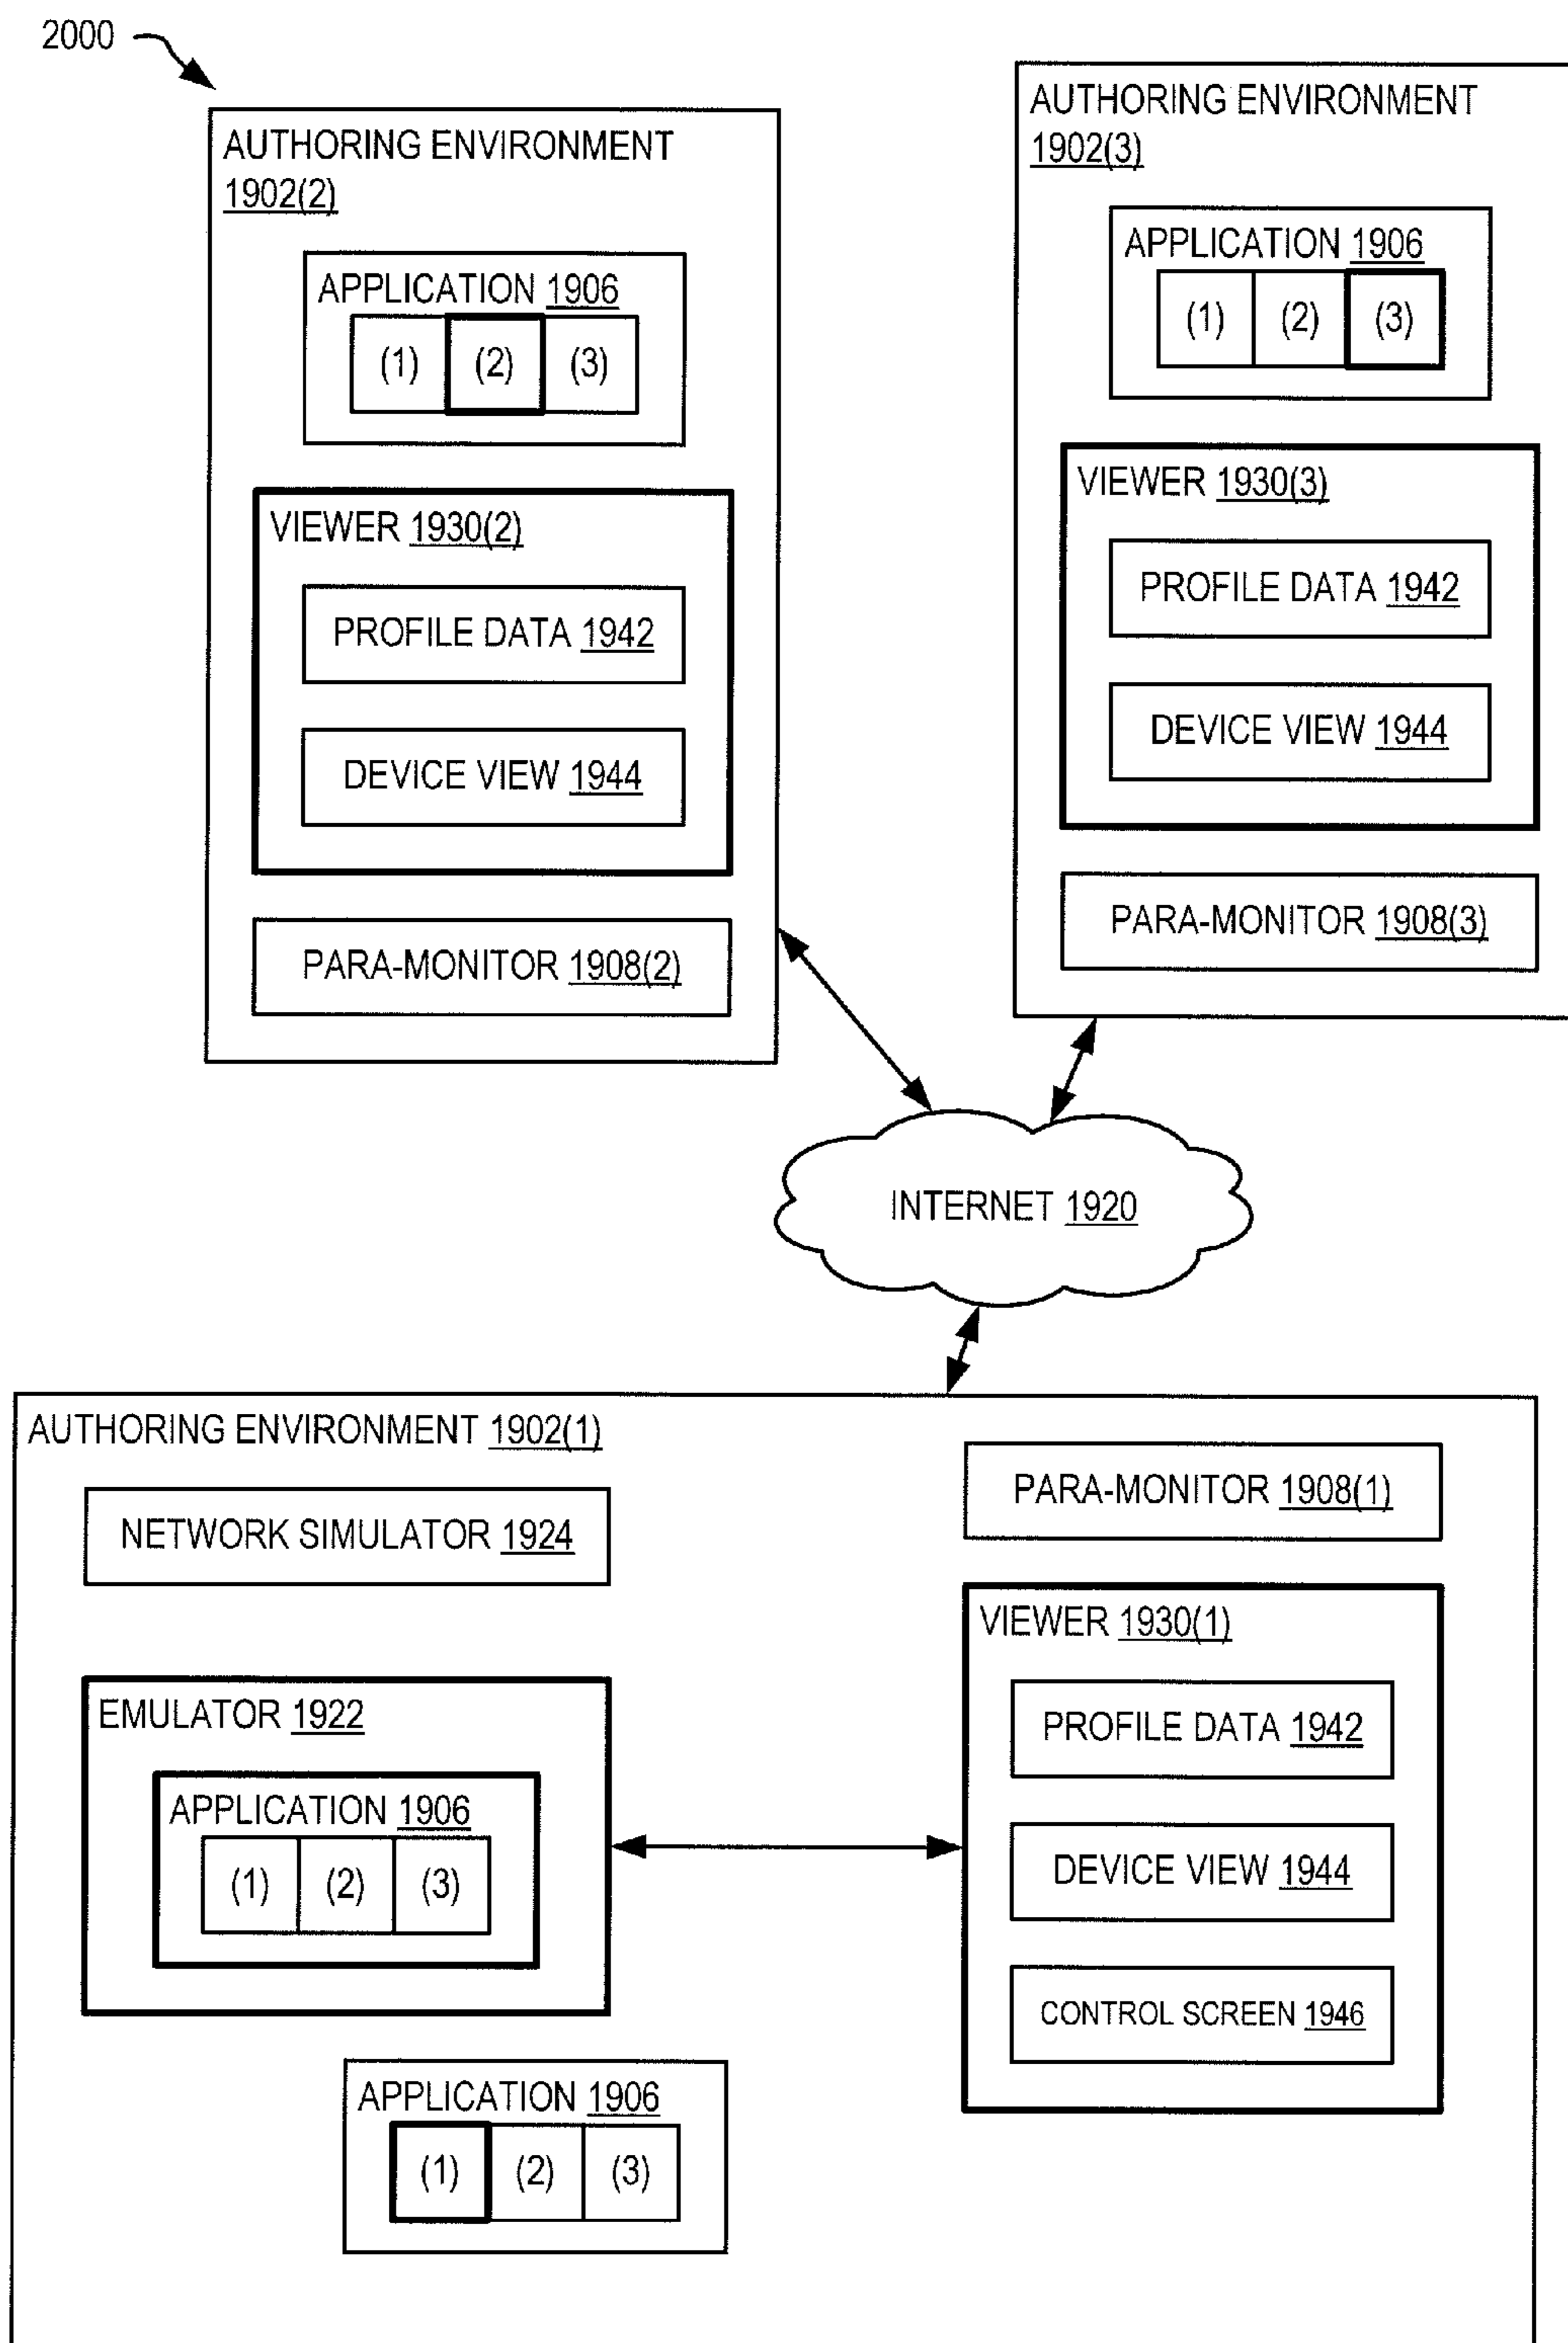 2000
AUTHORING ENVIRONMENT
1902(2)
APPLICATION 1906
(1) (2) (3)
VIEWER 1930(2)
PROFILE DATA 1942
DEVICE VIEW 1944
PARA-MONITOR 1908(2)
AUTHORING ENVIRONMENT
1902(3)
APPLICATION 1906
(1) (2) (3)
VIEWER 1930(3)
PROFILE DATA 1942
DEVICE VIEW 1944
PARA-MONITOR 1908(3)
INTERNET 1920
AUTHORING ENVIRONMENT 1902(1)
NETWORK SIMULATOR 1924
EMULATOR 1922
APPLICATION 1906
(1) (2) (3)
APPLICATION 1906
(1) (2) (3)
PARA-MONITOR 1908(1)
VIEWER 1930(1)
PROFILE DATA 1942
DEVICE VIEW 1944
CONTROL SCREEN 1946